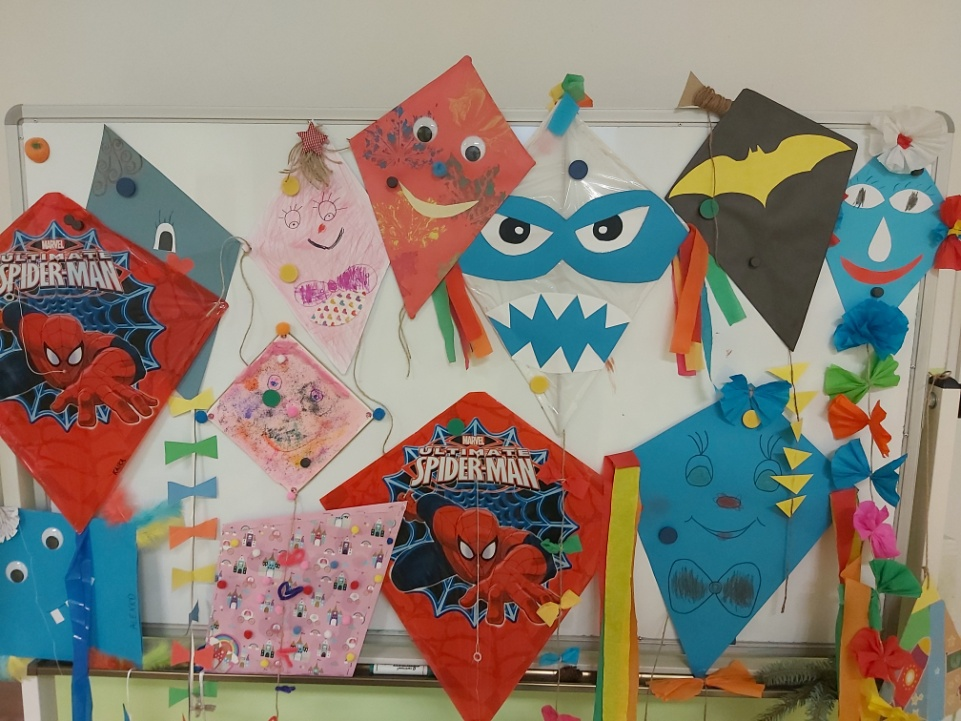 MARVEL
ULTIMATE
SPIDER-MAN
MARVEL
ULTIMATE
SPIDER-MAN